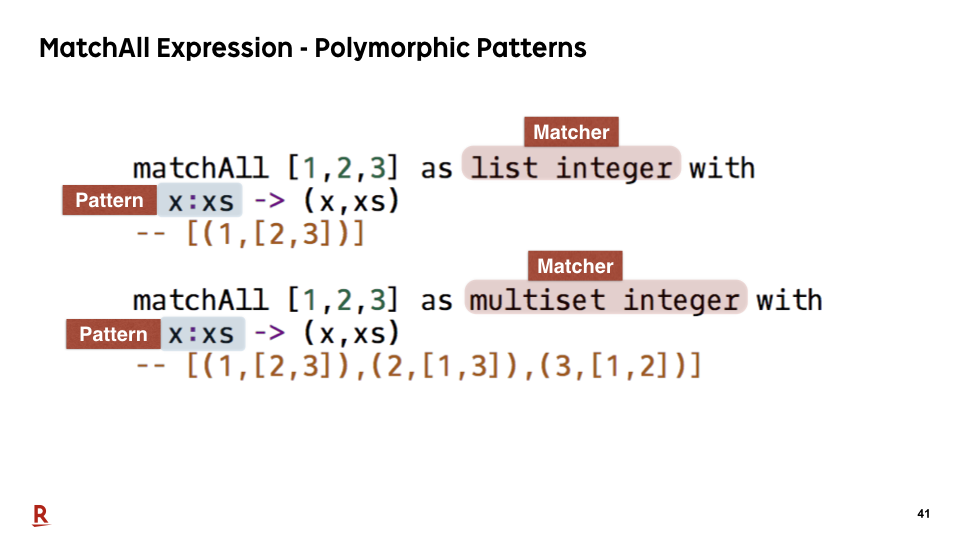 MatchAll Expression - Polymorphic Patterns
Matcher
matchAll [1,2,3] as list integer with
Pattern x:xs -> (x,xs)
-- [(1,[2,3])]
Matcher
matchAll [1,2,3] as multiset integer with
Pattern x:xs -> (x,xs)
-- [(1,[2,3]),(2,[1,3]),(3,[1,2])]
R
41